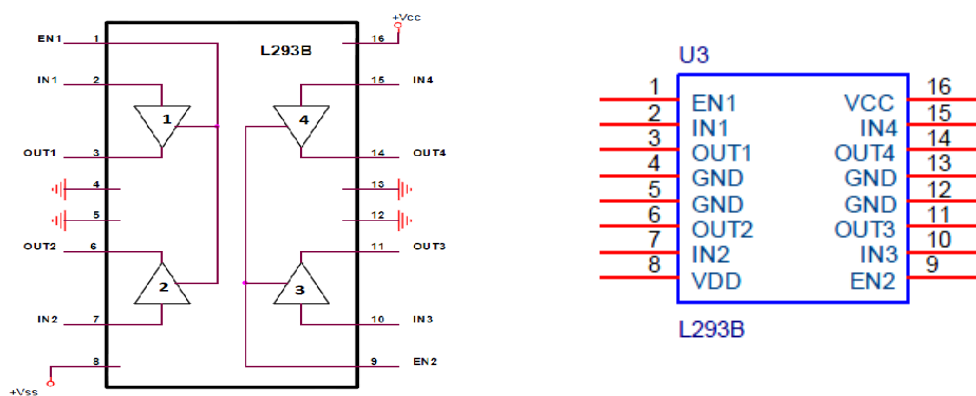 +Vcc
EN1 1 L293B 16
IN1 2 15 IN4
1 4
OUT1 3 14 OUT4
4 13
5 12
OUT2 6 11 OUT3
2 3
IN2 7 10 IN3
8 9 EN2
+Vss
U3
1 EN1 VCC 16
2 IN1 IN4 15
3 OUT1 OUT4 14
4 GND GND 13
5 GND GND 12
6 OUT2 OUT3 11
7 IN2 IN3 10
8 VDD EN2 9
L293B